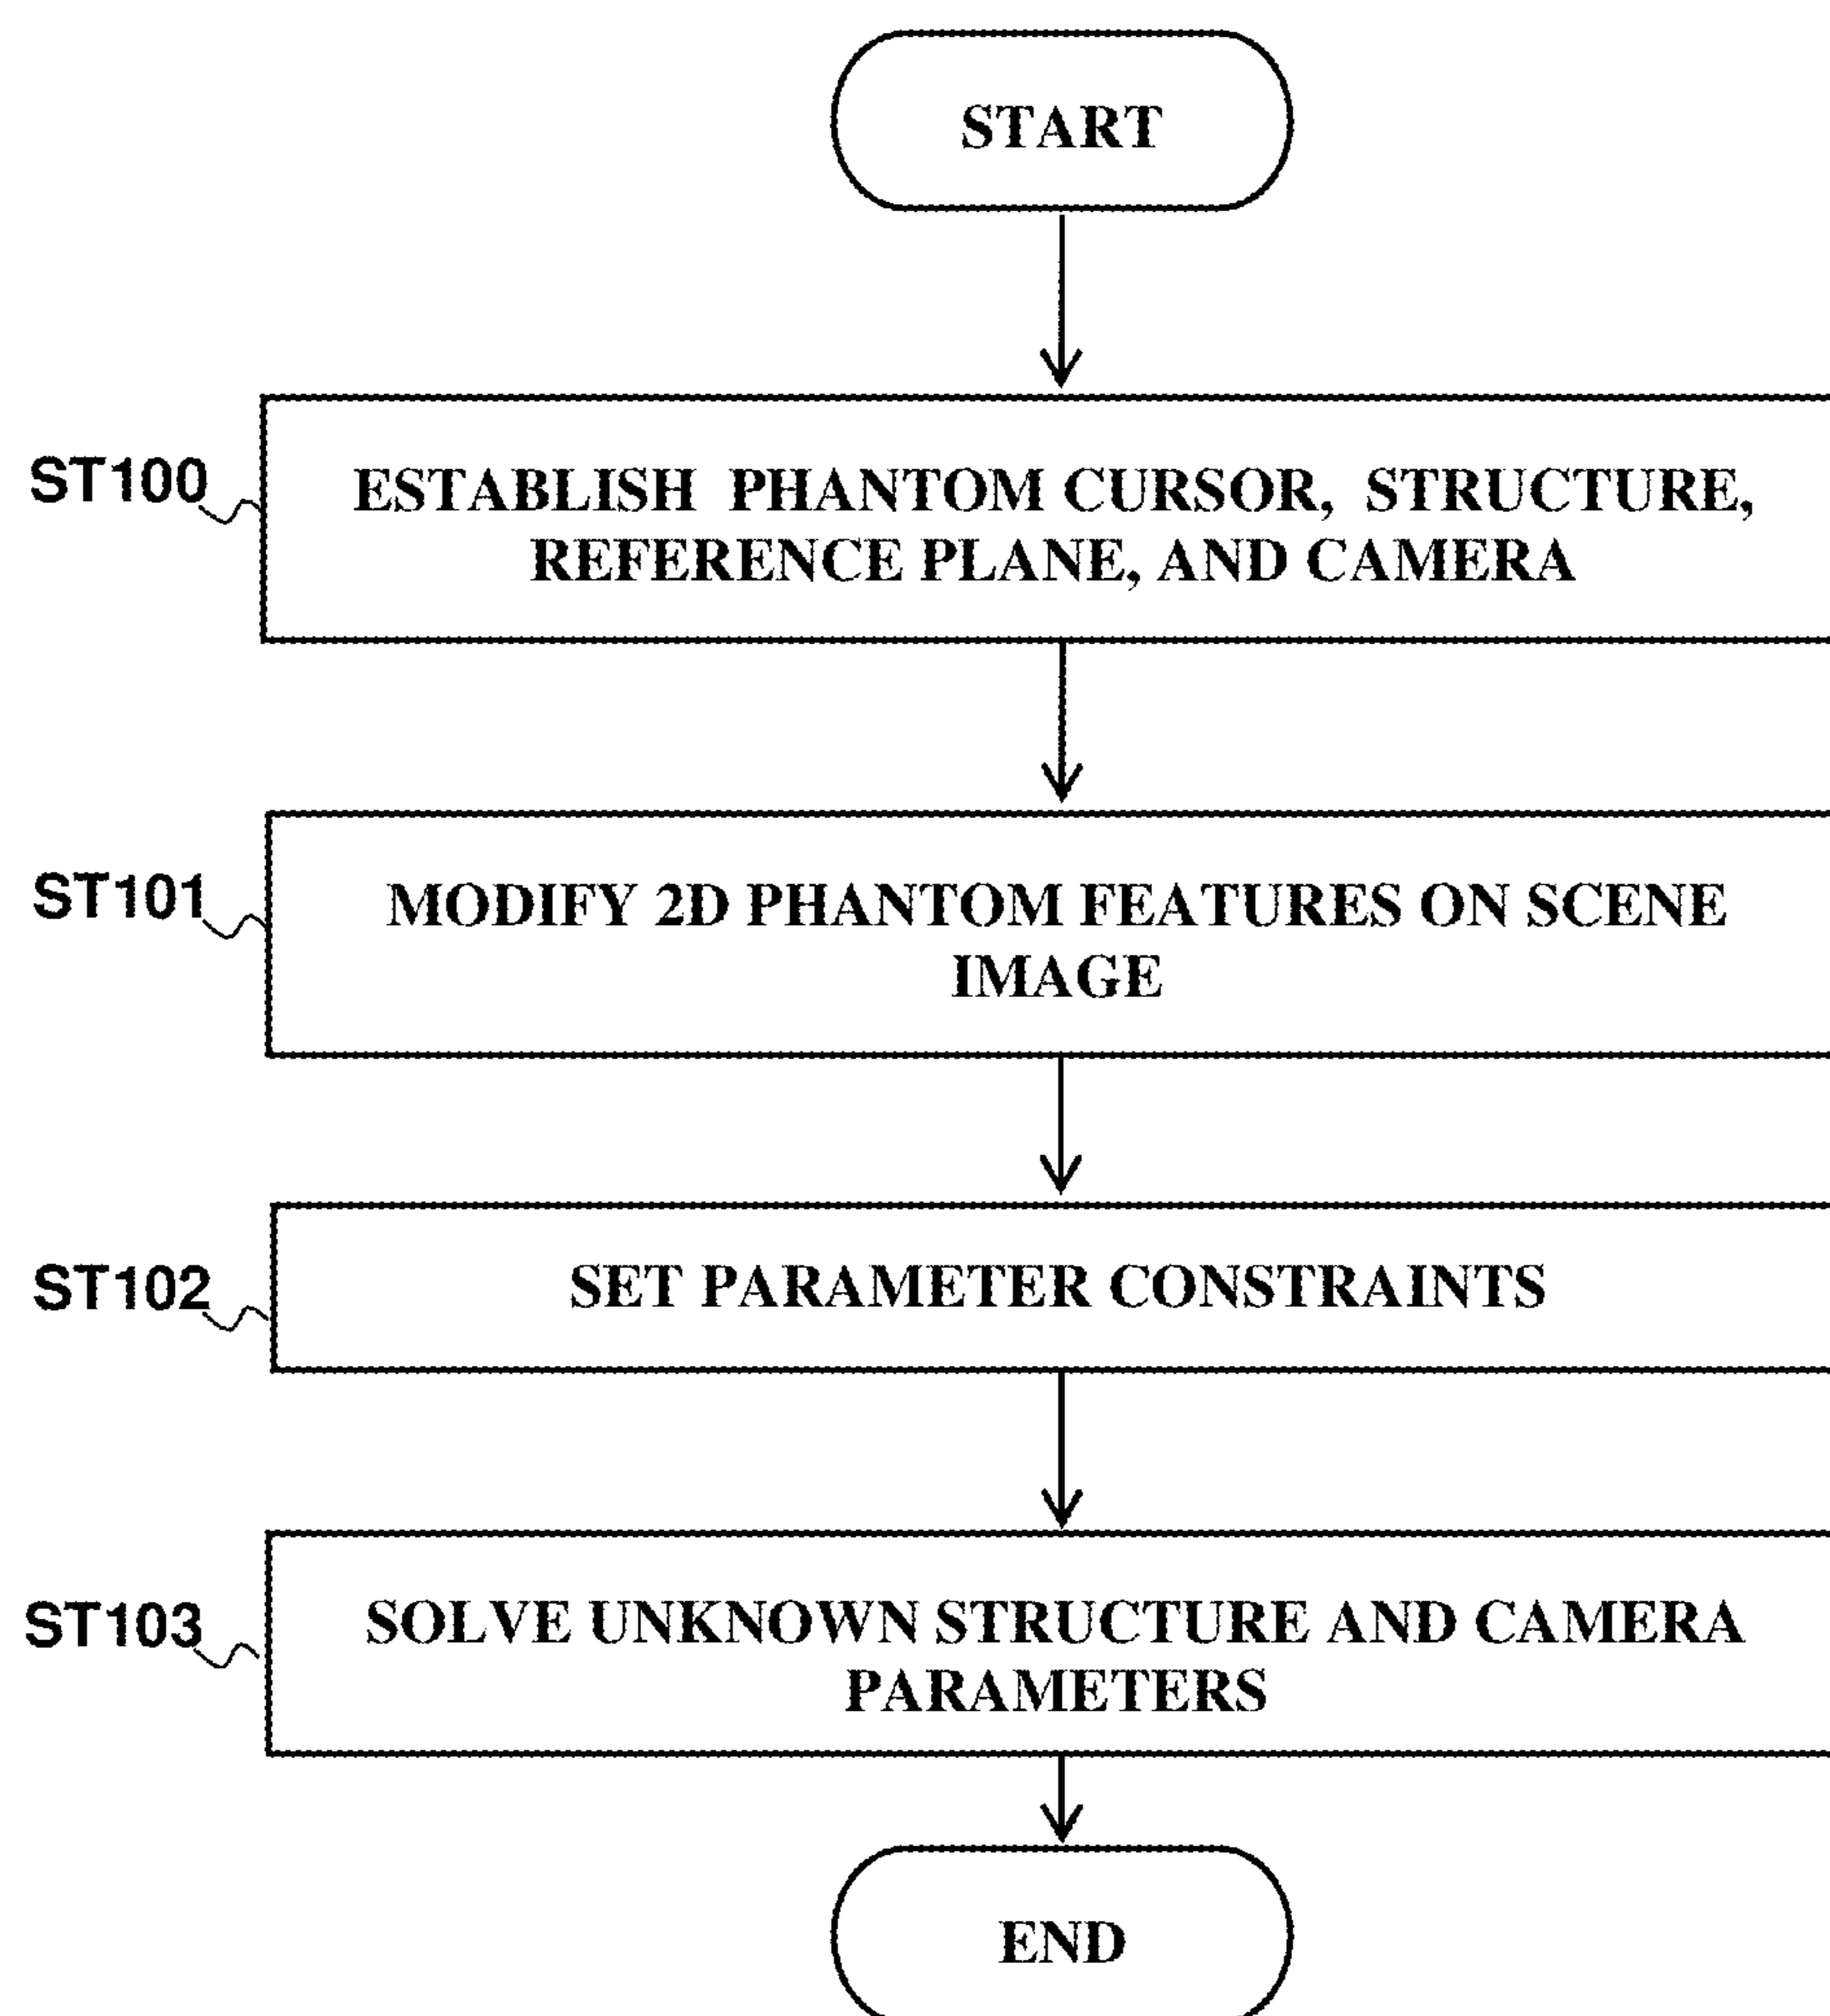 START
ST100
ESTABLISH PHANTOM CURSOR, STRUCTURE,
REFERENCE PLANE, AND CAMERA
ST101
MODIFY 2D PHANTOM FEATURES ON SCENE
IMAGE
ST102
SET PARAMETER CONSTRAINTS
ST103
SOLVE UNKNOWN STRUCTURE AND CAMERA
PARAMETERS
END